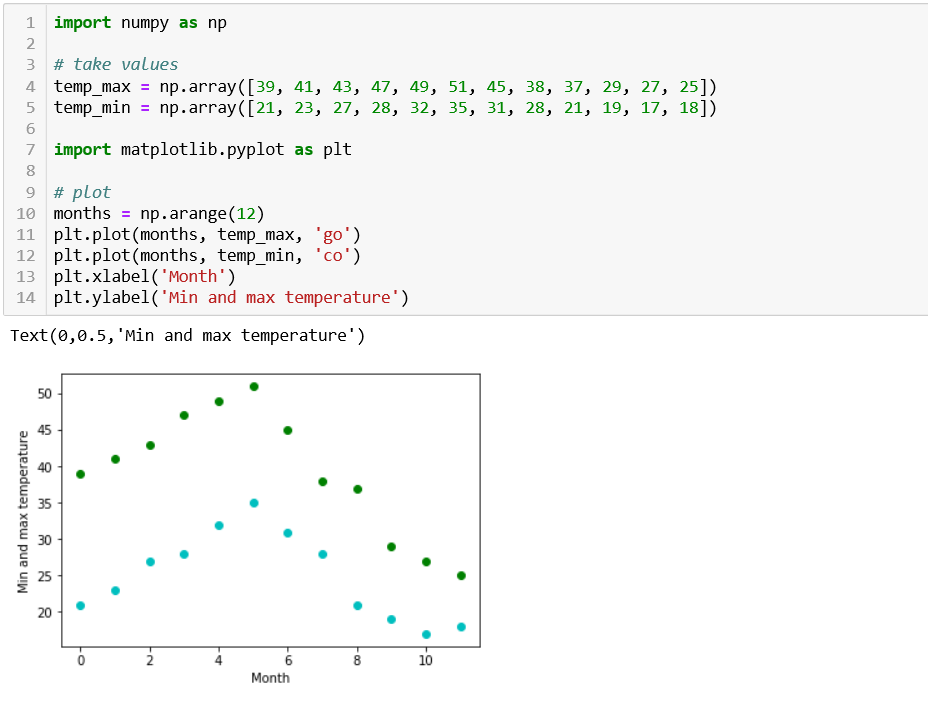 1 import numpy as np
2
3 # take values
4 temp_max = np.array([39, 41, 43, 47, 49, 51, 45, 38, 37, 29, 27, 25])
5 temp_min = np.array([21, 23, 27, 28, 32, 35, 31, 28, 21, 19, 17, 18])
6
7 import matplotlib.pyplot as plt
8
9 # plot
10 months = np.arange(12)
11 plt.plot(months, temp_max, 'go')
12 plt.plot(months, temp_min, 'co')
13 plt.xlabel('Month')
14 plt.ylabel('Min and max temperature')
Text(0,0.5,'Min and max temperature')
Min and max temperature
50
45
40
35
30
25
20
0 2 4 6 8 10
Month